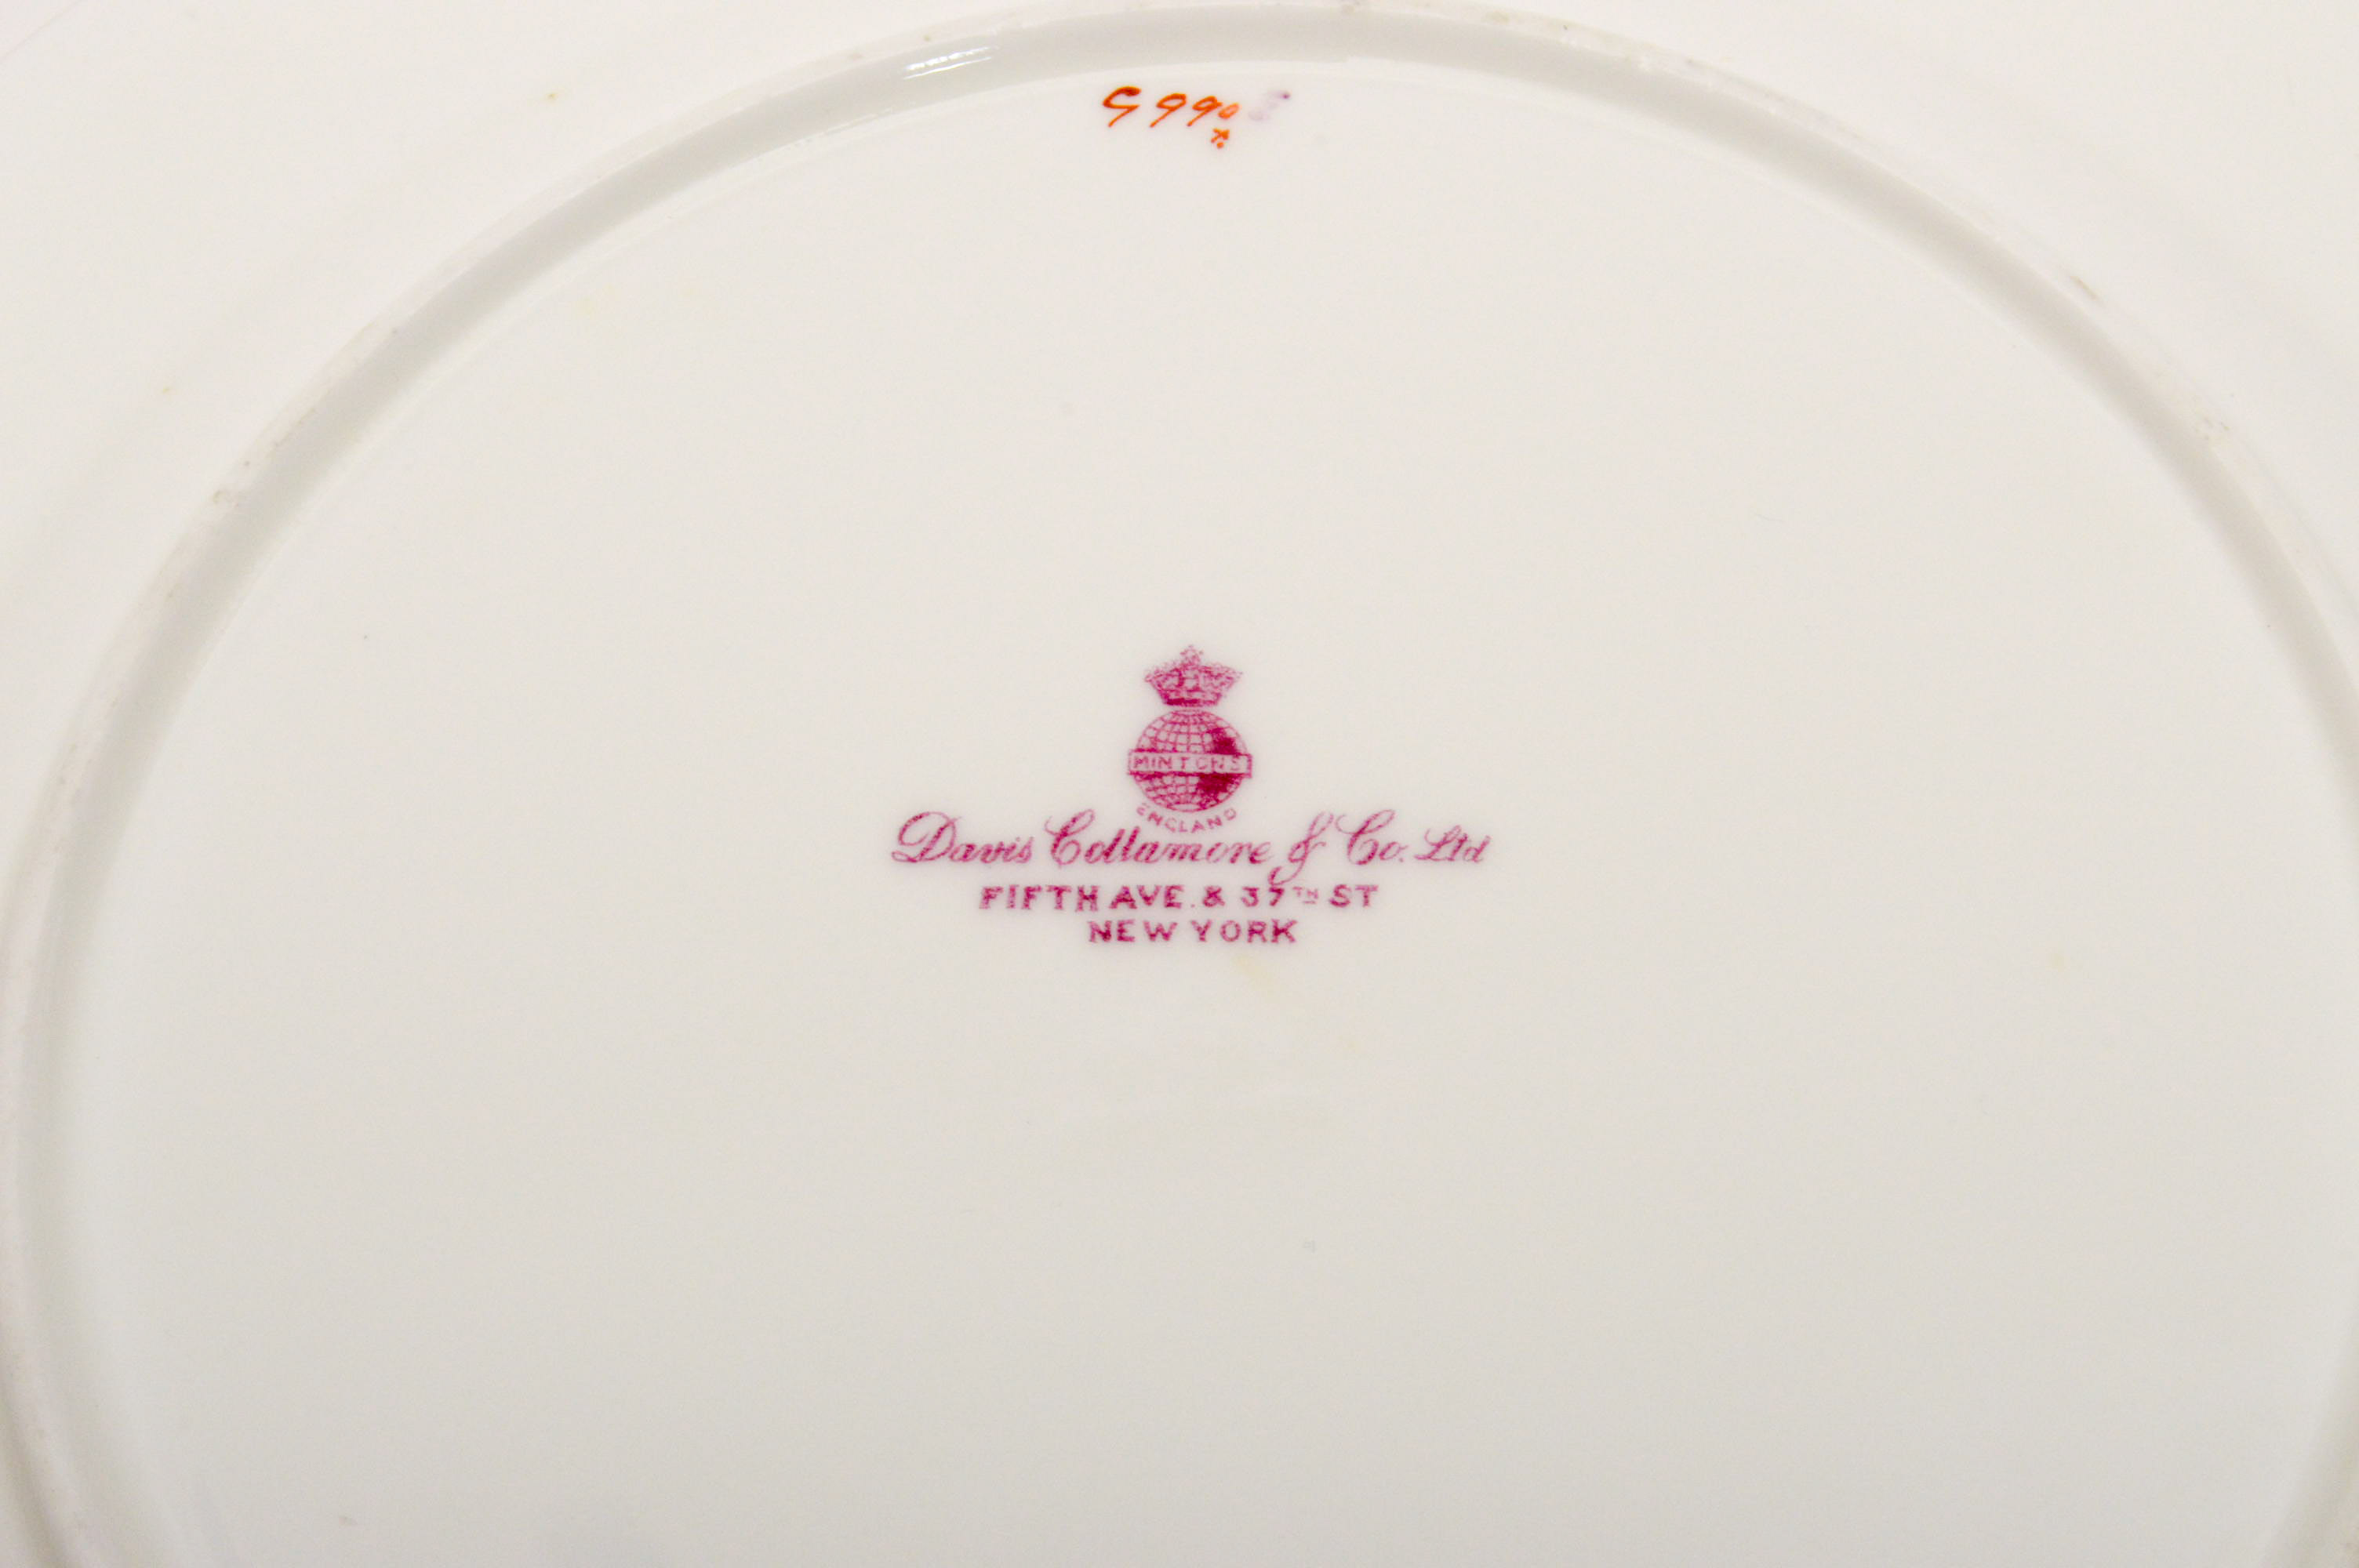 G990
MINTONS
ENGLAND
Davis Collamore & Co. Ltd
FIFTH AVE. & 37TH ST
NEW YORK